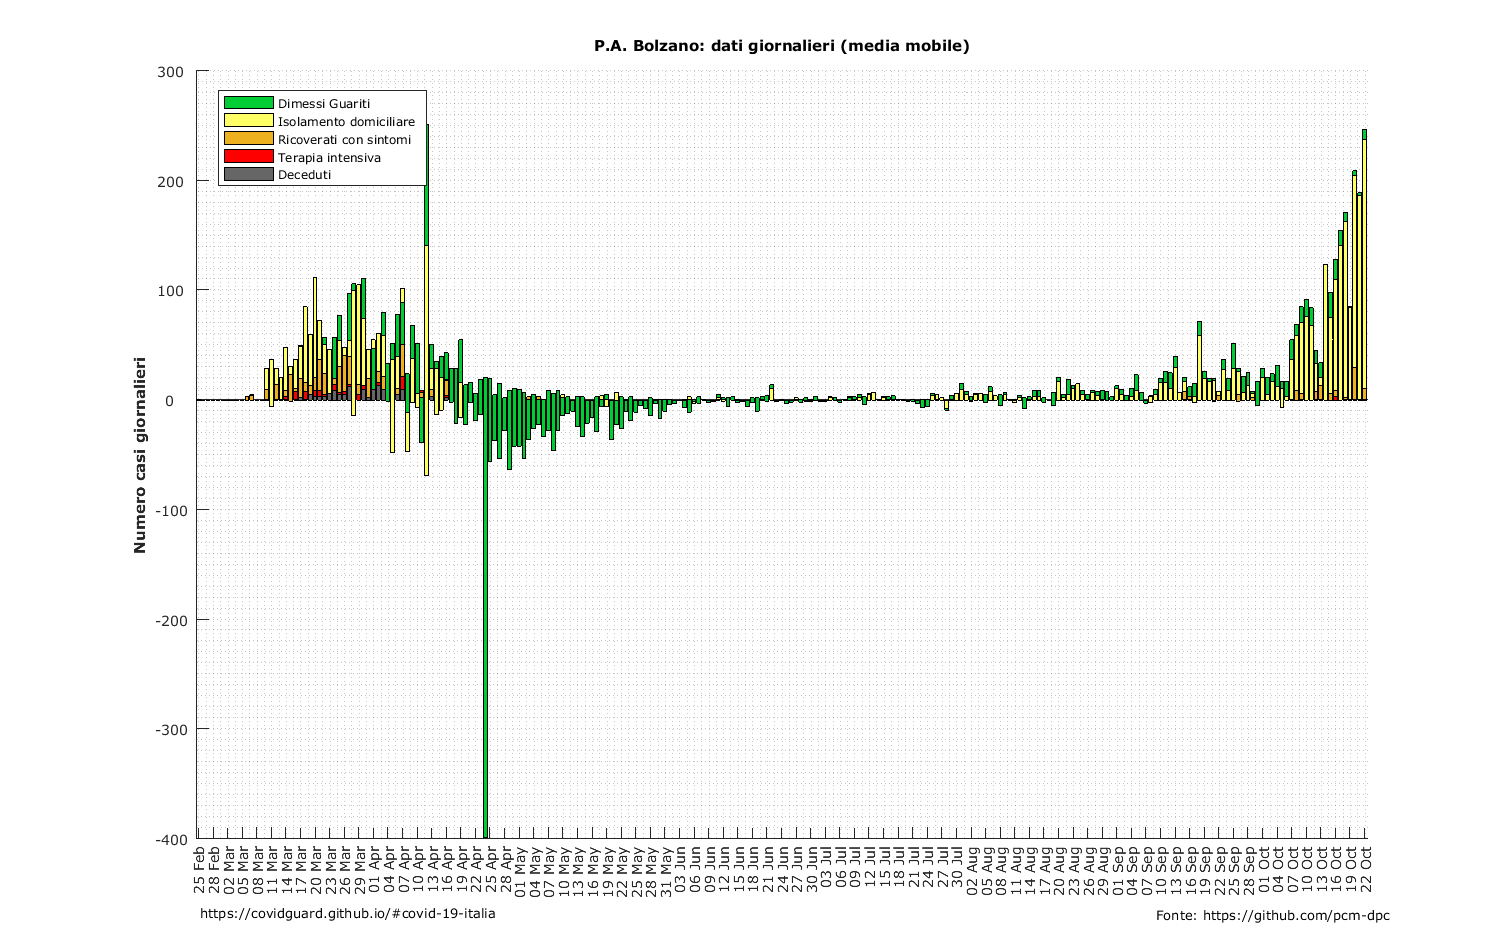 P.A. Bolzano: dati giornalieri (media mobile)
300
200
100
0
-100
-200
-300
-400
Numero casi giornalieri
Dimessi Guariti
Isolamento domiciliare
Ricoverati con sintomi
Terapia intensiva
Deceduti
25 Feb
28 Feb
02 Mar
05 Mar
08 Mar
11 Mar
14 Mar
17 Mar
20 Mar
23 Mar
26 Mar
29 Mar
01 Apr
04 Apr
07 Apr
10 Apr
13 Apr
16 Apr
19 Apr
22 Apr
25 Apr
28 Apr
01 May
04 May
07 May
10 May
13 May
16 May
19 May
22 May
25 May
28 May
31 May
03 Jun
06 Jun
09 Jun
12 Jun
15 Jun
18 Jun
21 Jun
24 Jun
27 Jun
30 Jun
03 Jul
06 Jul
09 Jul
12 Jul
15 Jul
18 Jul
21 Jul
24 Jul
27 Jul
30 Jul
02 Aug
05 Aug
08 Aug
11 Aug
14 Aug
17 Aug
20 Aug
23 Aug
26 Aug
29 Aug
01 Sep
04 Sep
07 Sep
10 Sep
13 Sep
16 Sep
19 Sep
22 Sep
25 Sep
28 Sep
01 Oct
04 Oct
07 Oct
10 Oct
13 Oct
16 Oct
19 Oct
22 Oct
https://covidguard.github.io/#covid-19-italia
Fonte: https://github.com/pcm-dpc